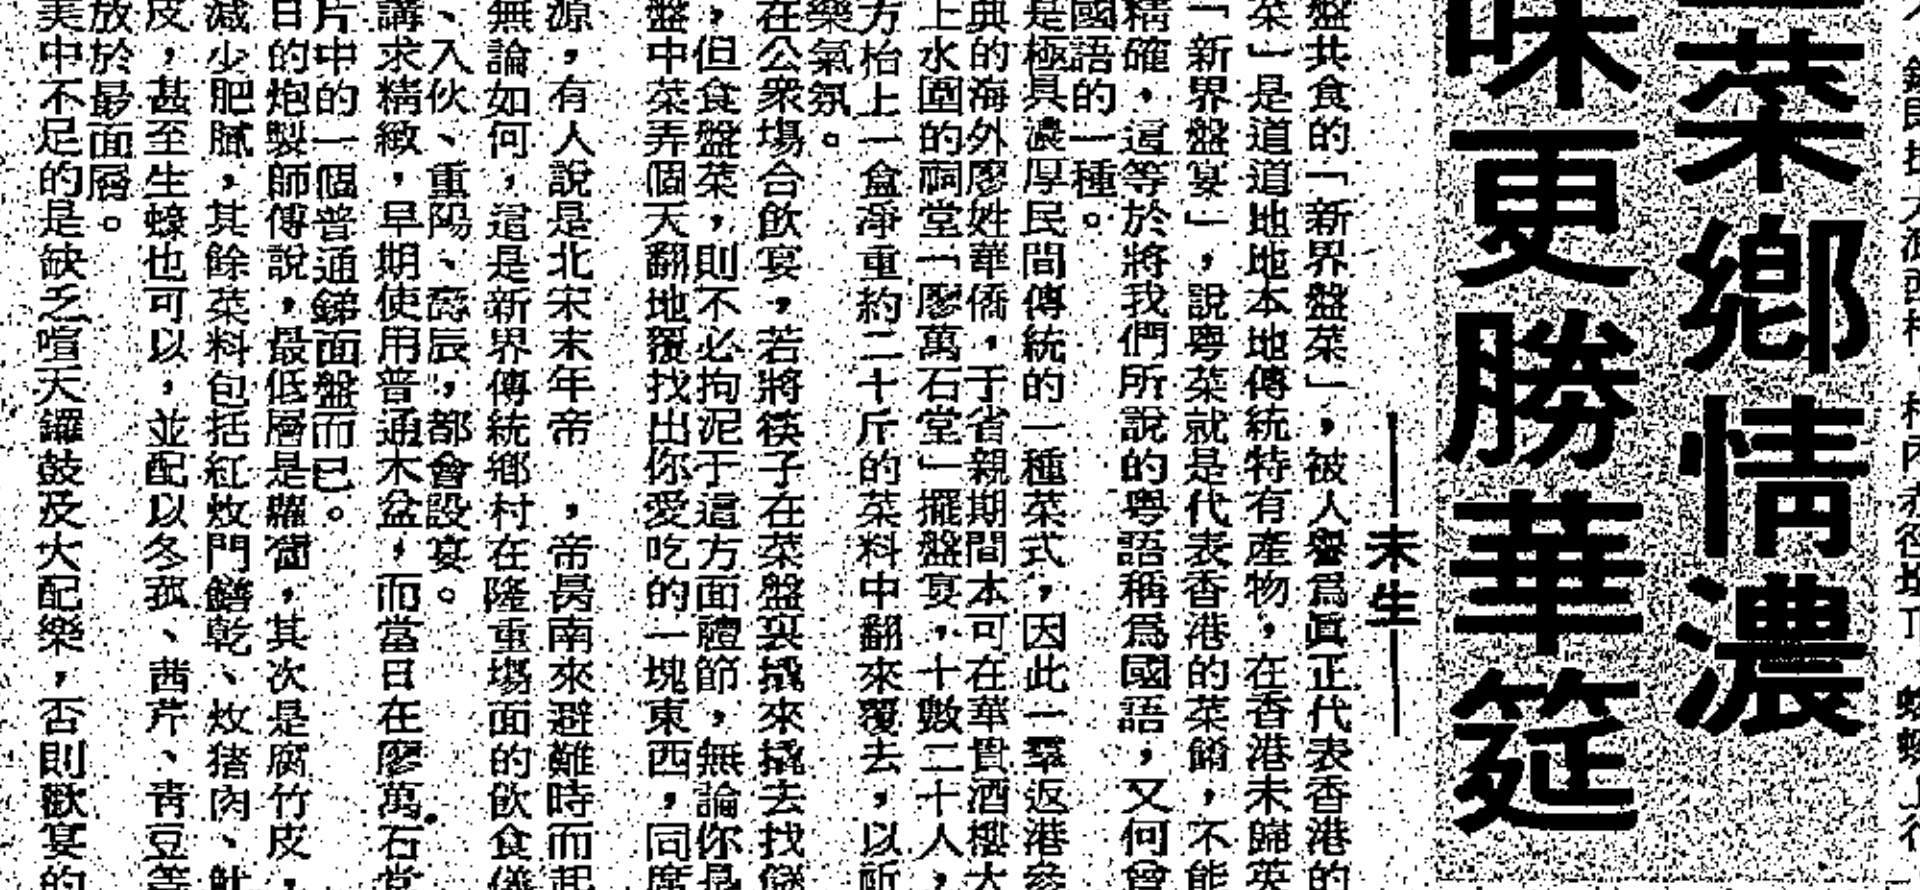 菜鄉情濃
味更勝華筵
未生
盤共食的「新界盤菜」，被人譽爲眞正代表香港的
菜」是道道地地本地傳統特有產物，在香港未歸英
「新界盤宴」，說粵菜就是代表香港的菜餚，不能
精確，這等於將我們所說的粵語稱爲國語，又何曾
國語的一種。
是極具濃厚民間傳統的一種菜式，因此一羣返港參
典的海外廖姓華僑，于省親期間本可在華貴酒樓大
上水圍的祠堂「廖萬石堂」擺盤宴，十數二十人，
方枱上一盒淨重約二十斤的菜料中翻來覆去，以祈
樂氣氛。
在公衆場合飲宴，若將筷子在菜盤裏撬來撬去找餸
，但食盤菜，則不必拘泥于這方面禮節，無論你是
盤中菜弄個天翻地覆找出你愛吃的一塊東西，同席
源，有人說是北宋末年帝 ，帝昺南來避難時而起
無論如何，這是新界傳統鄉村在隆重場面的飲食儀
、入伙、重陽、喬辰，都會設宴。
講求精緻，早期使用普通木盆，而當日在廖萬石堂
片中的一個普通銻面盤而已。
日的炮製師傅說，最低層是蘿蔔，其次是腐竹皮，
減少肥膩，其餘菜料包括紅炆門鱔乾、炆猪肉、魷
皮，甚至生蠔也可以，並配以冬菰、茜芹、青豆等
放於最面層。
美中不足的是缺乏喧天鑼鼓及大配樂，否則歡宴的